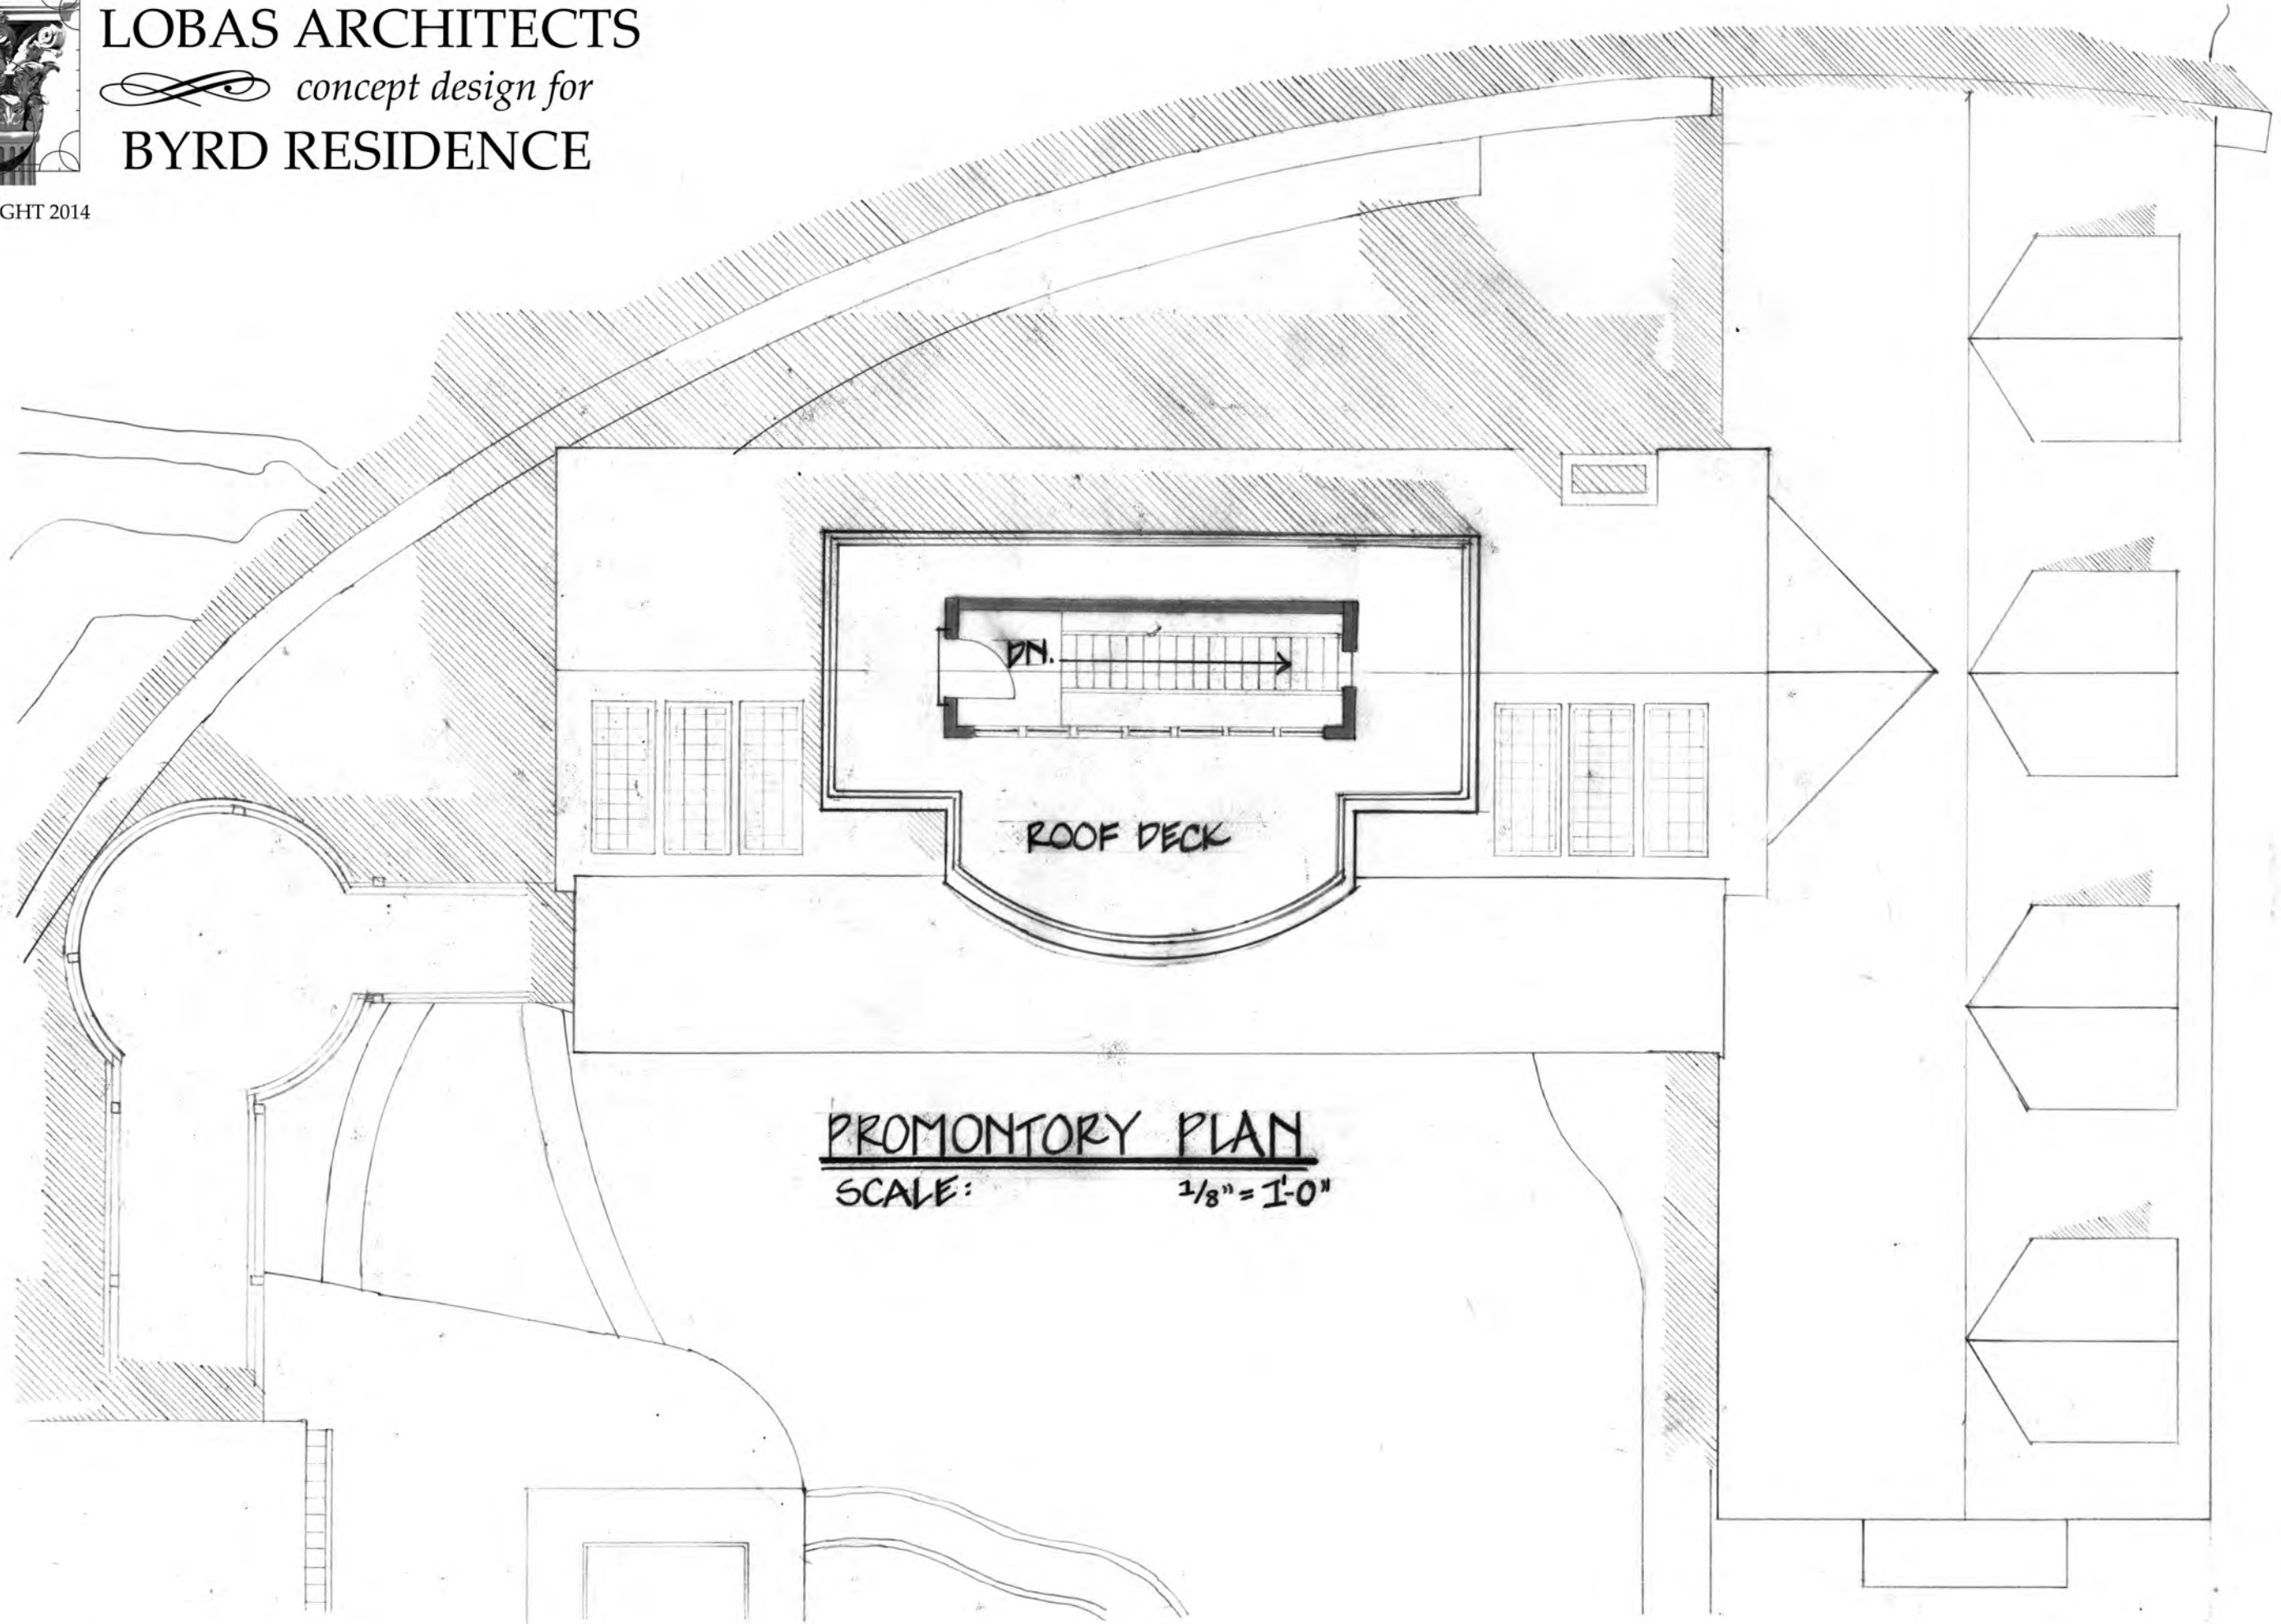 LOBAS ARCHITECTS
concept design for
BYRD RESIDENCE
GHT 2014
DN.
ROOF DECK
PROMONTORY PLAN
SCALE: 1/8" = 1'-0"